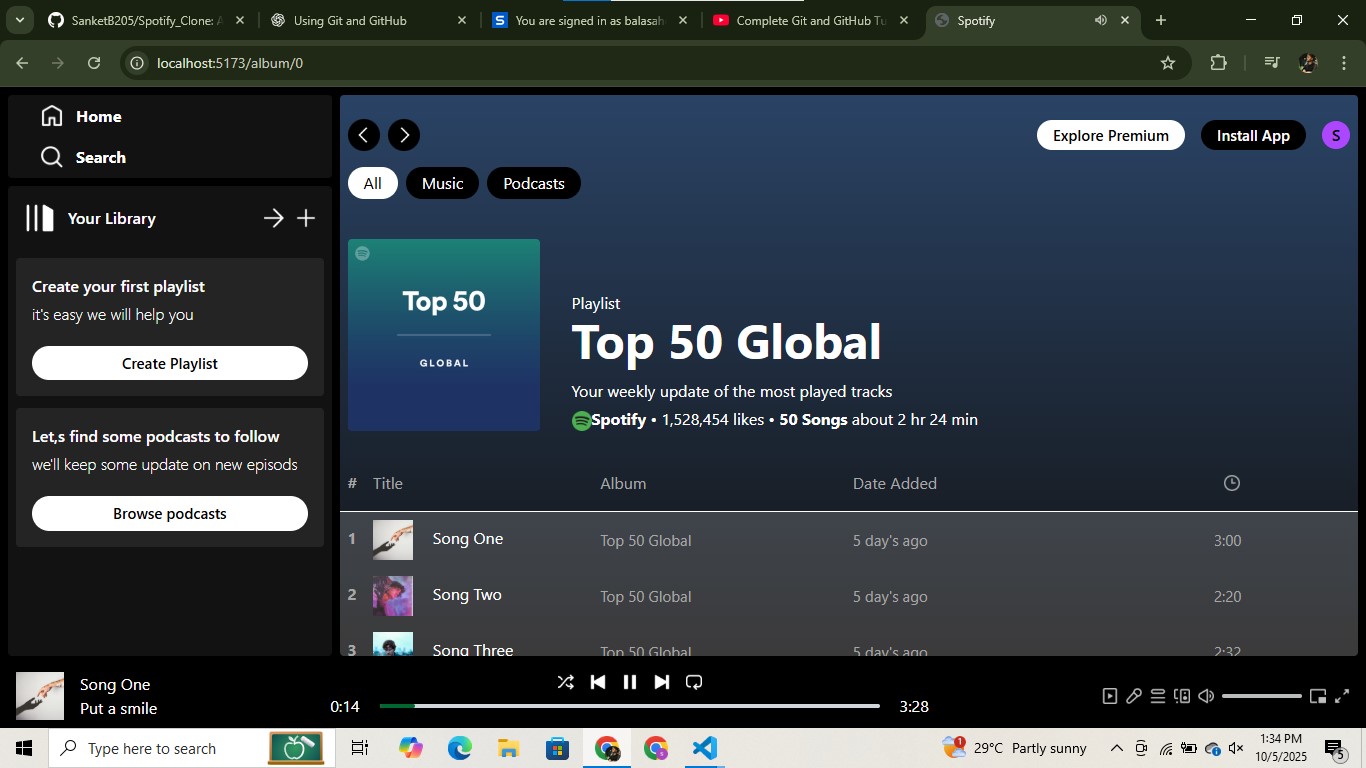 SanketB205/Spotify_Clone: A
Using Git and GitHub
S
You are signed in as balasah
Complete Git and GitHub Tu
Spotify
localhost:5173/album/0
Home
Search
Explore Premium
Install App
S
All
Music
Podcasts
Your Library
Create your first playlist
it's easy we will help you
Create Playlist
Let,s find some podcasts to follow
we'll keep some update on new episods
Browse podcasts
Top 50
GLOBAL
Playlist
Top 50 Global
Your weekly update of the most played tracks
Spotify • 1,528,454 likes • 50 Songs about 2 hr 24 min
# Title Album Date Added
1 Song One Top 50 Global 5 day's ago 3:00
2 Song Two Top 50 Global 5 day's ago 2:20
3 Song Three Top 50 Global 5 day's ago 2:32
Song One
Put a smile
0:14
3:28
Type here to search
1
29°C Partly sunny
1:34 PM
10/5/2025
5